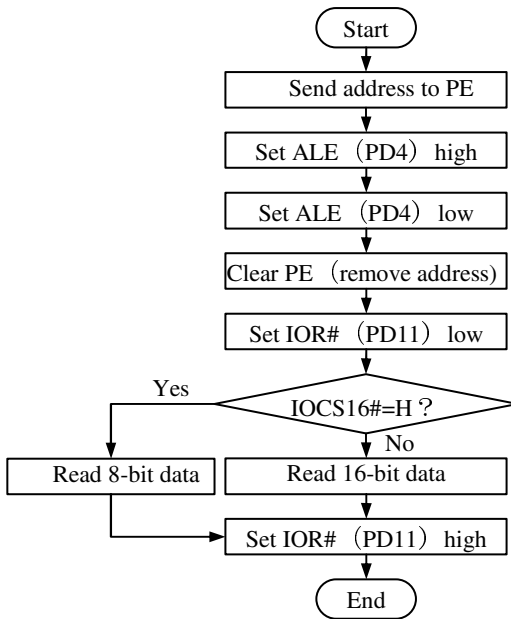 Start
Send address to PE
Set ALE（PD4）high
Set ALE（PD4）low
Clear PE（remove address)
Set IOR#（PD11）low
IOCS16#=H？
Yes
No
Read 8-bit data
Read 16-bit data
Set IOR#（PD11）high
End